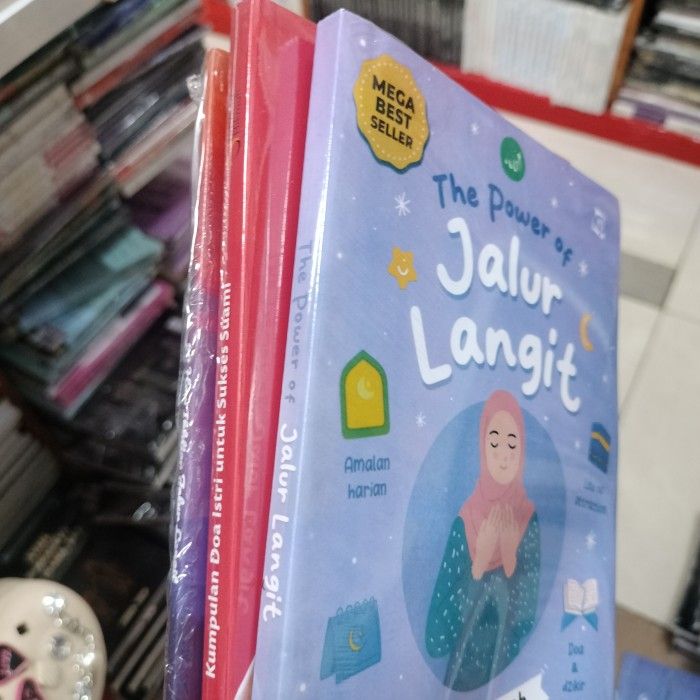 MEGA
BEST
SELLER
The Power of
Jalur
Langit
Amalan
harian
Doa
&
dzikir
The Power of Jalur Langit
Kumpulan Doa Istri untuk Sukses Suami